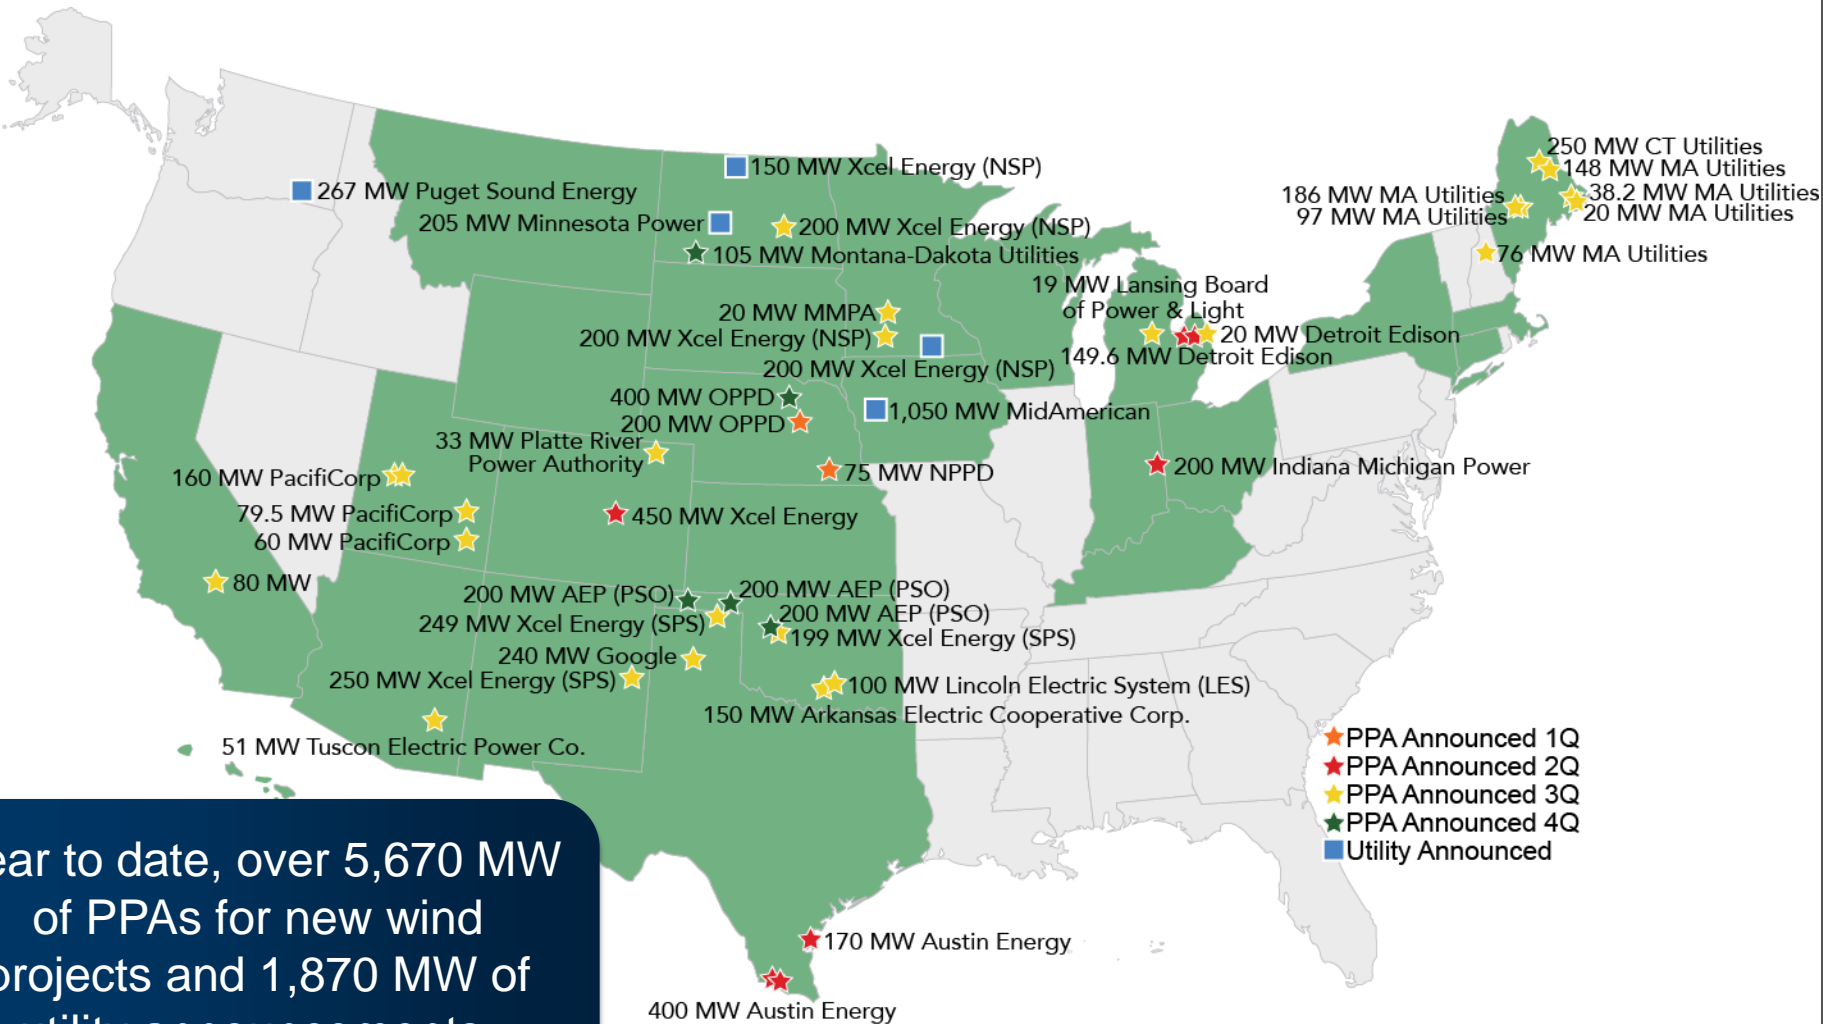 150 MW Xcel Energy (NSP)
267 MW Puget Sound Energy
205 MW Minnesota Power
200 MW Xcel Energy (NSP)
105 MW Montana-Dakota Utilities
250 MW CT Utilities
148 MW MA Utilities
186 MW MA Utilities
38.2 MW MA Utilities
97 MW MA Utilities
20 MW MA Utilities
76 MW MA Utilities
19 MW Lansing Board
of Power & Light
20 MW MMPA
200 MW Xcel Energy (NSP)
20 MW Detroit Edison
149.6 MW Detroit Edison
200 MW Xcel Energy (NSP)
400 MW OPPD
1,050 MW MidAmerican
200 MW OPPD
33 MW Platte River
Power Authority
75 MW NPPD
200 MW Indiana Michigan Power
160 MW PacifiCorp
79.5 MW PacifiCorp
450 MW Xcel Energy
60 MW PacifiCorp
80 MW
200 MW AEP (PSO)
200 MW AEP (PSO)
200 MW AEP (PSO)
249 MW Xcel Energy (SPS)
199 MW Xcel Energy (SPS)
240 MW Google
250 MW Xcel Energy (SPS)
100 MW Lincoln Electric System (LES)
150 MW Arkansas Electric Cooperative Corp.
51 MW Tuscon Electric Power Co.
PPA Announced 1Q
PPA Announced 2Q
PPA Announced 3Q
PPA Announced 4Q
Utility Announced
ear to date, over 5,670 MW
of PPAs for new wind
projects and 1,870 MW of
170 MW Austin Energy
400 MW Austin Energy